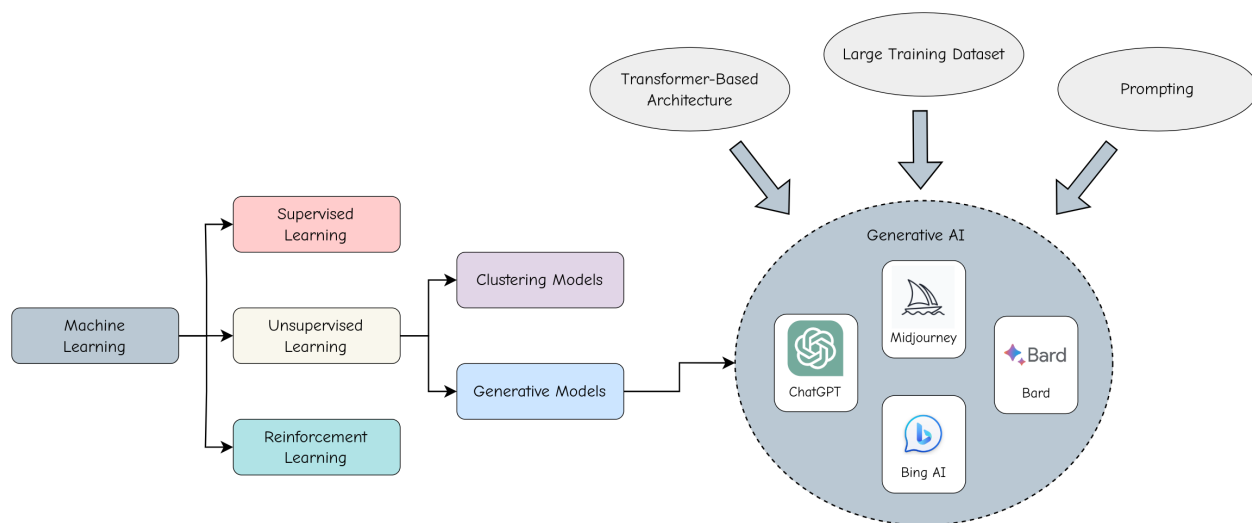 Large Training Dataset
Transformer-Based
Architecture
Prompting
Supervised
Learning
Generative AI
Clustering Models
Machine
Learning
Unsupervised
Learning
Midjourney
Bard
Generative Models
ChatGPT
Bard
Reinforcement
Learning
Bing AI